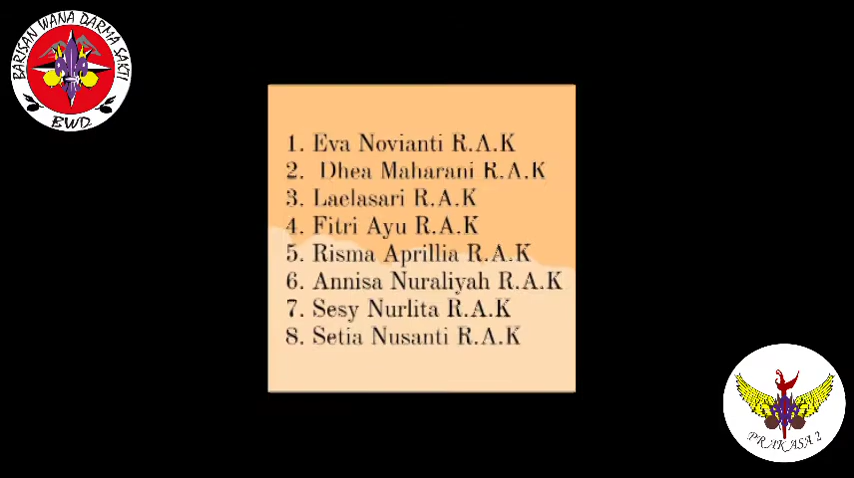 BARISAN WANA DARMA SAKTI
BWD
1. Eva Novianti R.A.K
2. Dhea Maharani R.A.K
3. Laelasari R.A.K
4. Fitri Ayu R.A.K
5. Risma Aprillia R.A.K
6. Annisa Nuraliyah R.A.K
7. Sesy Nurlita R.A.K
8. Setia Nusanti R.A.K
PRAKASA 2